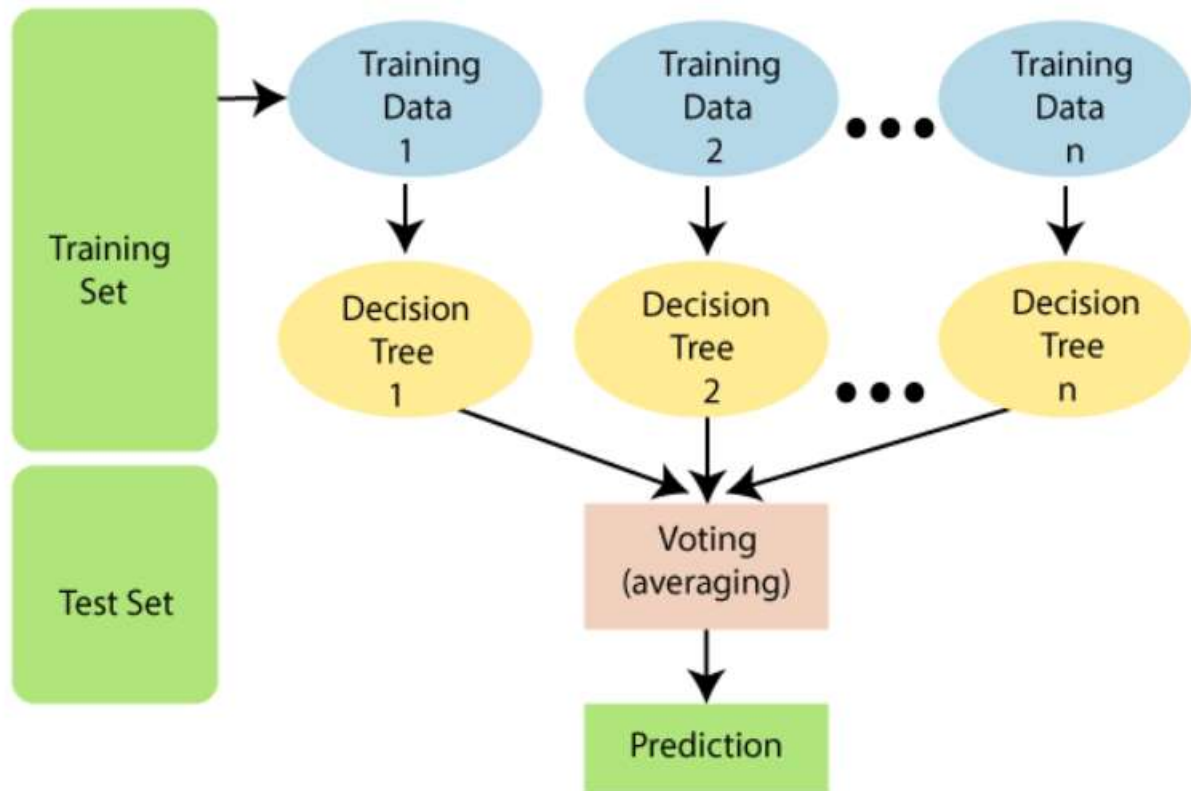 Training
Set
Test Set
Training
Data
1
Training
Data
2
Training
Data
n
Decision
Tree
1
Decision
Tree
2
Decision
Tree
n
Voting
(averaging)
Prediction